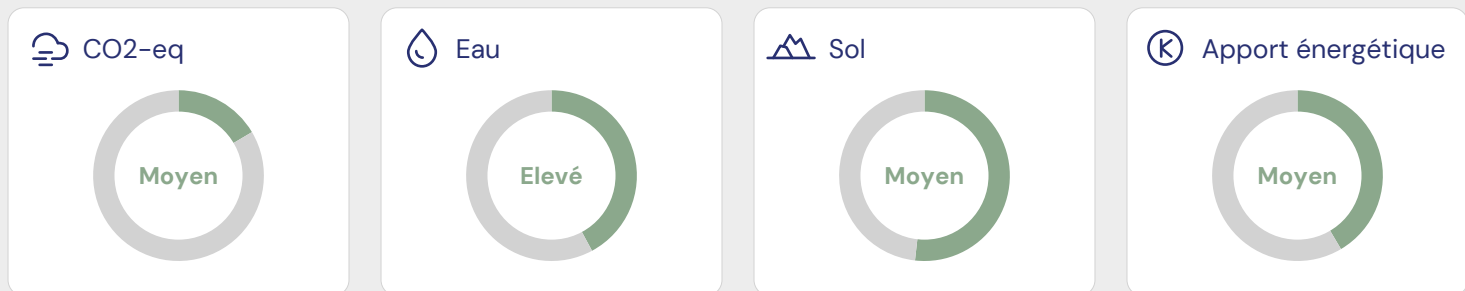 CO2-eq
Moyen
Eau
Elevé
Sol
Moyen
Apport énergétique
Moyen